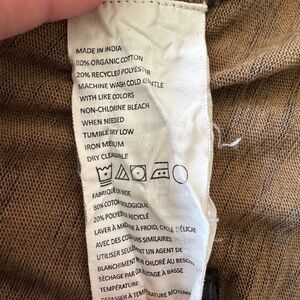 MADE IN INDIA
80% ORGANIC COTTON
20% RECYCLED POLYESTER
MACHINE WASH COLD GENTLE
WITH LIKE COLORS
NON-CHLORINE BLEACH
WHEN NEEDED
TUMBLE DRY LOW
IRON MEDIUM
DRY CLEANABLE
FABRIQUÉ EN INDE
80% COTON BIOLOGIQUE
20% POLYESTER RECYCLÉ
LAVER À MACHINE À FROID, CYCLE DÉLICAT
AVEC DES COULEURS SIMILAIRES
UTILISER SEULEMENT UN AGENT DE
BLANCHIMENT NON CHLORÉ AU BESOIN
SÉCHAGE PAR CULBUTAGE À BASSE
TEMPÉRATURE
REPASSER À TEMPÉRATURE MOYENNE